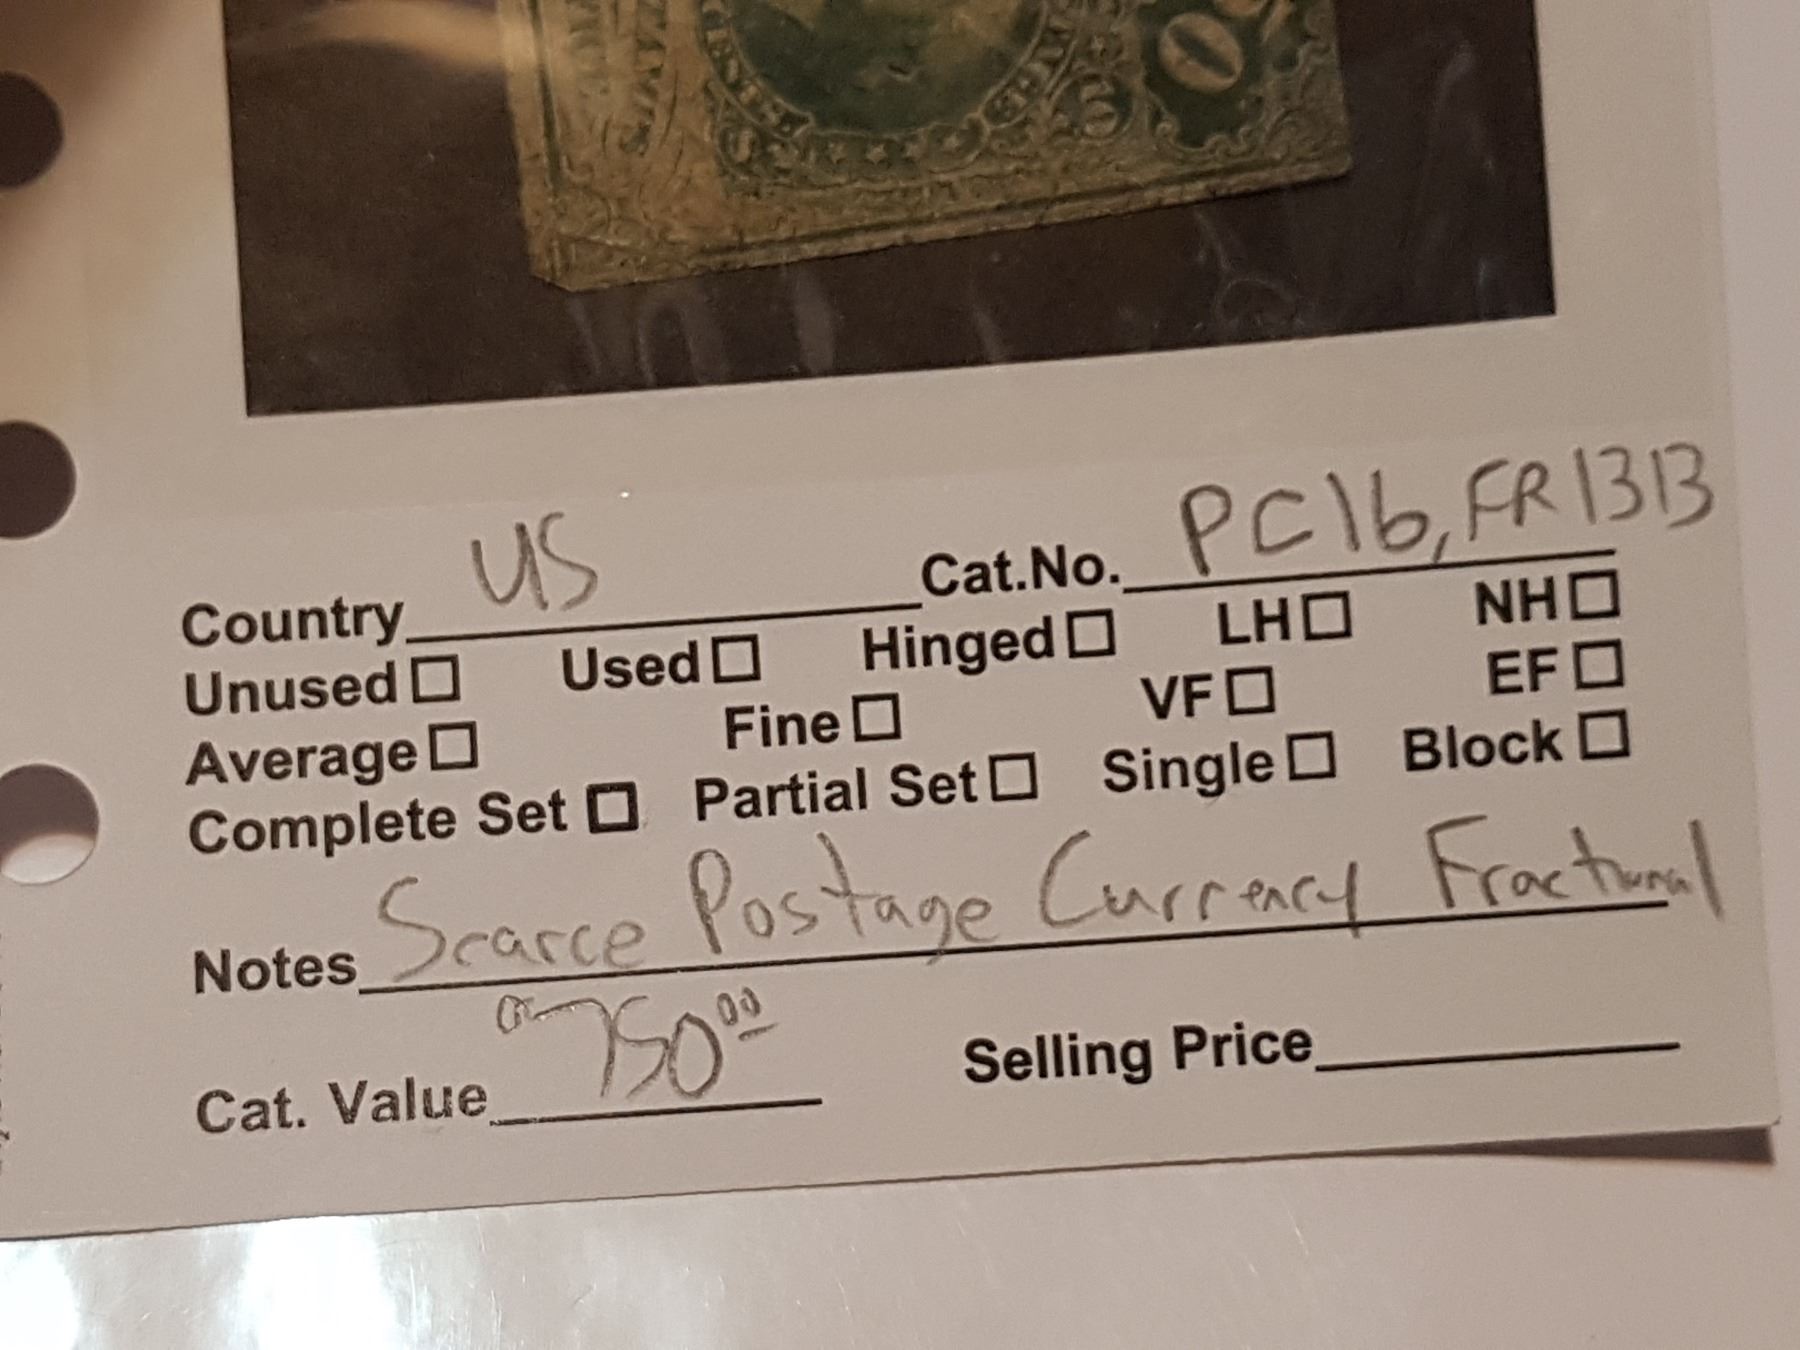 Country US Cat.No. PC16, FR1313
Unused Used Hinged LH NH
Average Fine VF EF
Complete Set Partial Set Single Block
Notes Scarce Postage Currency Fractional
Cat. Value 750.00 Selling Price